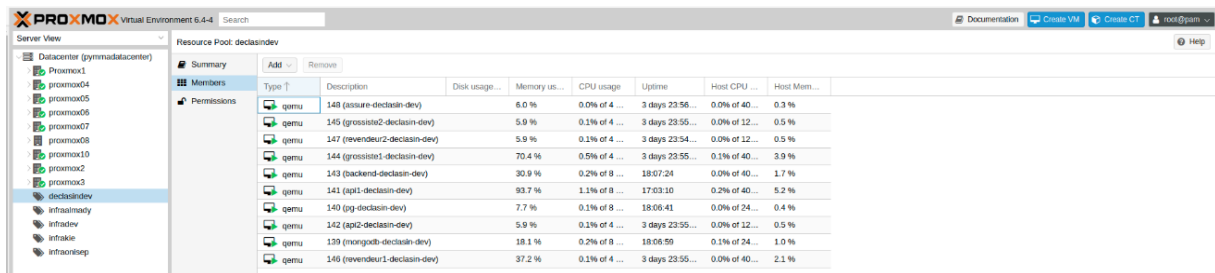 PROXMOX Virtual Environment 6.4-4 Search Documentation Create VM Create CT root@pam
Server View
Resource Pool: declasindev Help
Datacenter (pymmadatacenter)
Proxmox1
proxmox04
proxmox05
proxmox06
proxmox07
proxmox08
proxmox10
proxmox2
proxmox3
declasindev
infraalmady
infradev
infrakie
infraonisep
Summary
Members
Permissions
Add Remove
Type Description Disk usage... Memory us... CPU usage Uptime Host CPU ... Host Mem...
qemu 148 (assure-declasin-dev) 6.0 % 0.0% of 4 ... 3 days 23:56... 0.0% of 40... 0.3 %
qemu 145 (grossiste2-declasin-dev) 5.9 % 0.1% of 4 ... 3 days 23:55... 0.0% of 12... 0.5 %
qemu 147 (revendeur2-declasin-dev) 5.9 % 0.1% of 4 ... 3 days 23:54... 0.0% of 12... 0.5 %
qemu 144 (grossiste1-declasin-dev) 70.4 % 0.5% of 4 ... 3 days 23:55... 0.1% of 40... 3.9 %
qemu 143 (backend-declasin-dev) 30.9 % 0.2% of 8 ... 18:07:24 0.0% of 40... 1.7 %
qemu 141 (api1-declasin-dev) 93.7 % 1.1% of 8 ... 17:03:10 0.2% of 40... 5.2 %
qemu 140 (pg-declasin-dev) 7.7 % 0.1% of 8 ... 18:06:41 0.0% of 24... 0.4 %
qemu 142 (api2-declasin-dev) 5.9 % 0.1% of 4 ... 3 days 23:55... 0.0% of 12... 0.5 %
qemu 139 (mongodb-declasin-dev) 18.1 % 0.2% of 8 ... 18:06:59 0.1% of 24... 1.0 %
qemu 146 (revendeur1-declasin-dev) 37.2 % 0.1% of 4 ... 3 days 23:55... 0.0% of 40... 2.1 %